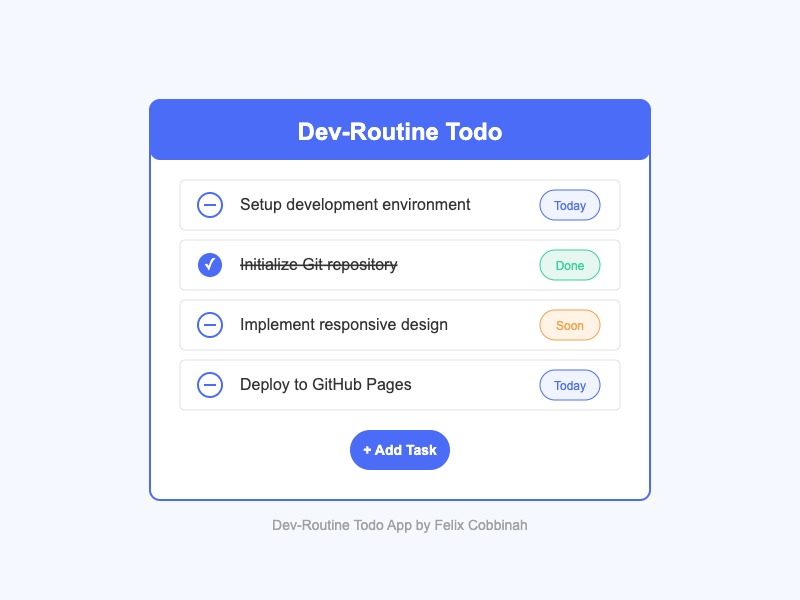 Dev-Routine Todo
Setup development environment Today
Initialize Git repository Done
Implement responsive design Soon
Deploy to GitHub Pages Today
+ Add Task
Dev-Routine Todo App by Felix Cobbinah